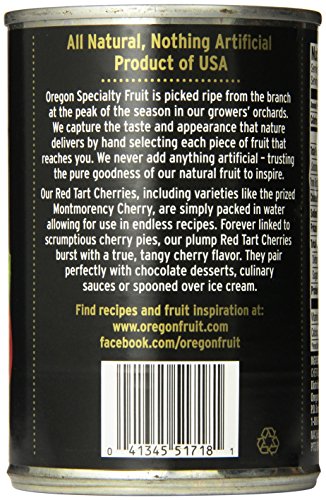 All Natural, Nothing Artificial
Product of USA
Oregon Specialty Fruit is picked ripe from the branch
at the peak of the season in our growers' orchards.
We capture the taste and appearance that nature
delivers by hand selecting each piece of fruit that
reaches you. We never add anything artificial – trusting
the pure goodness of our natural fruit to inspire.
Our Red Tart Cherries, including varieties like the prized
Montmorency Cherry, are simply packed in water
allowing for use in endless recipes. Forever linked to
scrumptious cherry pies, our plump Red Tart Cherries
burst with a true, tangy cherry flavor. They pair
perfectly with chocolate desserts, culinary
sauces or spooned over ice cream.
Find recipes and fruit inspiration at:
www.oregonfruit.com
facebook.com/oregonfruit
0 41345 51718 1